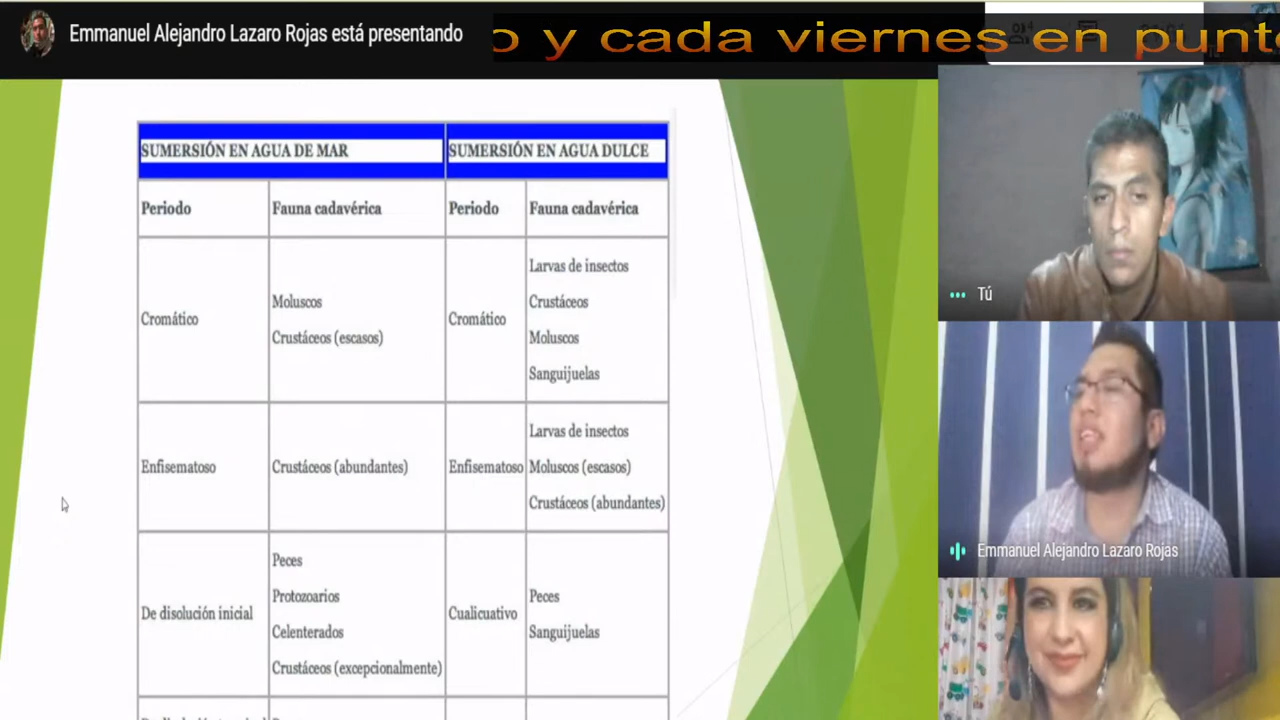 Emmanuel Alejandro Lazaro Rojas está presentando
o y cada viernes en punto
SUMERSIÓN EN AGUA DE MAR
SUMERSIÓN EN AGUA DULCE
Periodo
Fauna cadavérica
Periodo
Fauna cadavérica
Cromático
Moluscos
Crustáceos (escasos)
Cromático
Larvas de insectos
Crustáceos
Moluscos
Sanguijuelas
Enfisematoso
Crustáceos (abundantes)
Enfisematoso
Larvas de insectos
Moluscos (escasos)
Crustáceos (abundantes)
De disolución inicial
Peces
Protozoarios
Celenterados
Crustáceos (excepcionalmente)
Cualicuativo
Peces
Sanguijuelas
Tú
Emmanuel Alejandro Lazaro Rojas